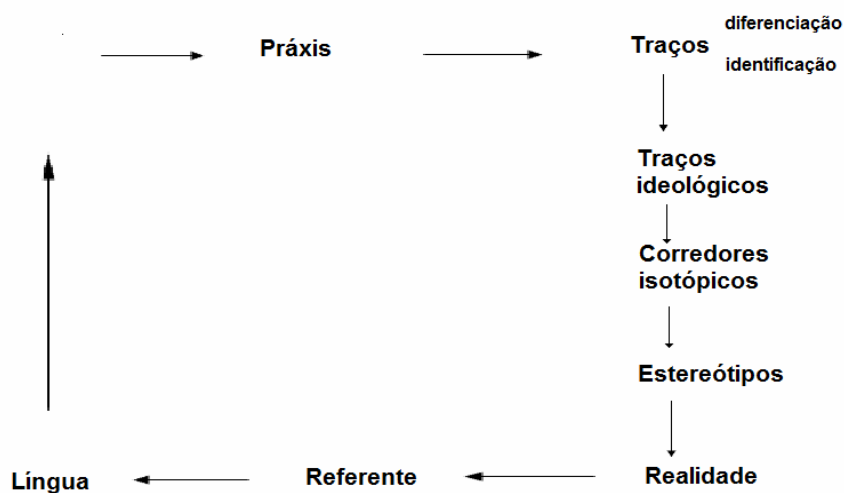 Práxis
Traços
diferenciação
identificação
Traços
ideológicos
Corredores
isotópicos
Estereótipos
Língua
Referente
Realidade